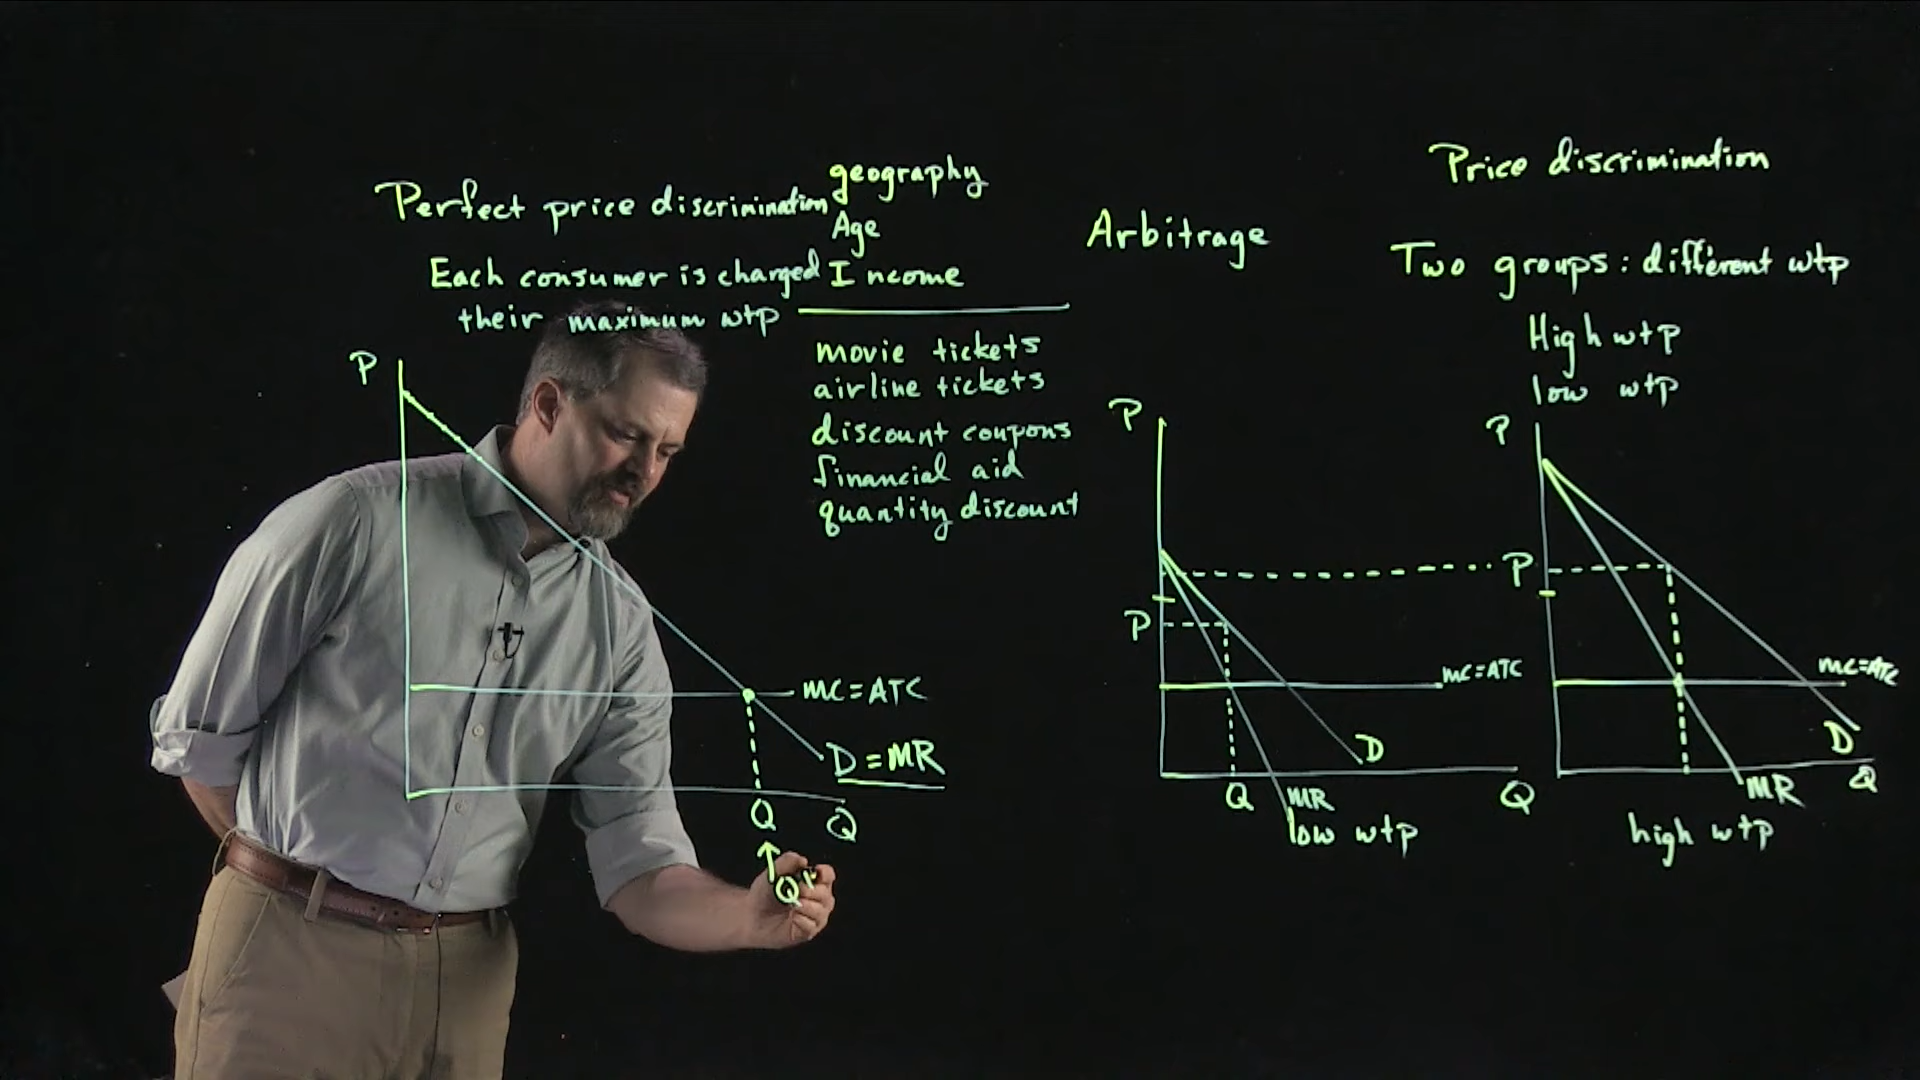 Perfect price discrimination
Each consumer is charged
their maximum wtp
geography
Age
Income
movie tickets
airline tickets
discount coupons
financial aid
quantity discount
P
MC = ATC
D = MR
Q
Q
Q
Arbitrage
Price discrimination
Two groups: different wtp
High wtp
low wtp
P
P
MC=ATC
D
Q
MR
Q
low wtp
P
P
MC=ATC
D
MR
Q
high wtp